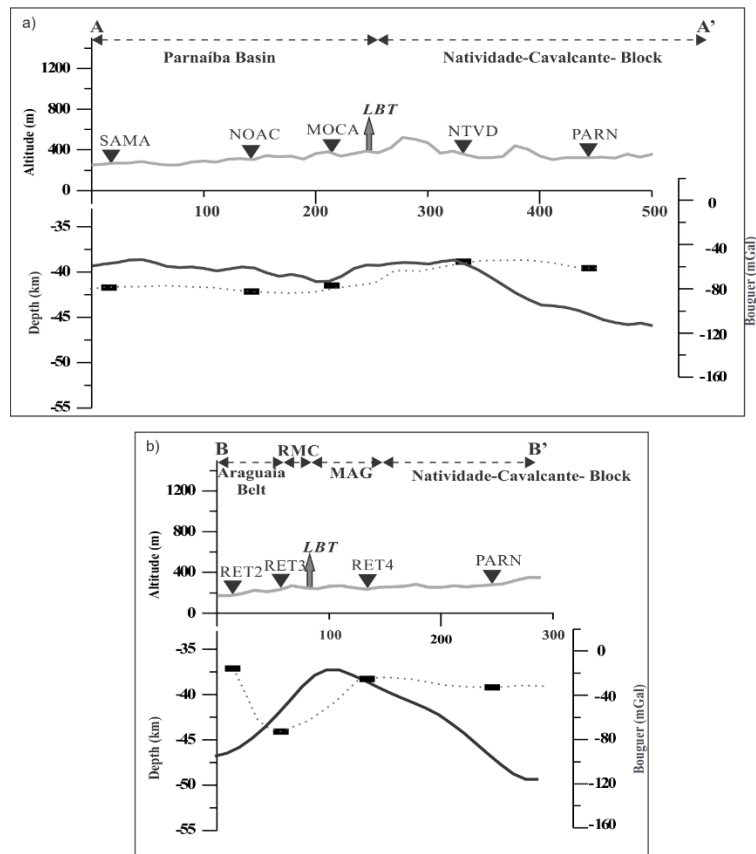 a)
A A'
Parnaíba Basin Natividade-Cavalcante- Block
1200
800
400
0
Altitude (m)
SAMA NOAC MOCA LBT NTVD PARN
100 200 300 400 500
-35
-40
-45
-50
-55
Depth (km)
0
-40
-80
-120
-160
Bouguer (mGal)
b)
B RMC B'
Araguaia Belt MAG Natividade-Cavalcante- Block
1200
800
400
0
Altitude (m)
RET2 RET3 LBT RET4 PARN
100 200 300
-35
-40
-45
-50
-55
Depth (km)
0
-40
-80
-120
-160
Bouguer (mGal)